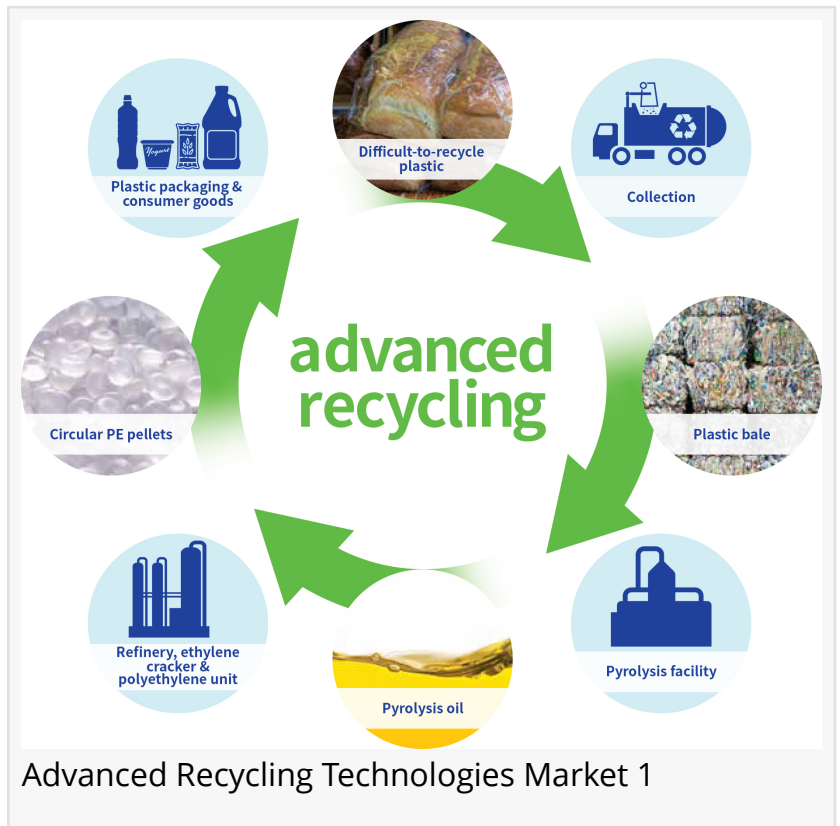 Difficult-to-recycle
plastic
Collection
Plastic bale
Pyrolysis facility
Pyrolysis oil
Refinery, ethylene
cracker &
polyethylene unit
Circular PE pellets
Yogurt
Plastic packaging &
consumer goods
advanced
recycling
Advanced Recycling Technologies Market 1